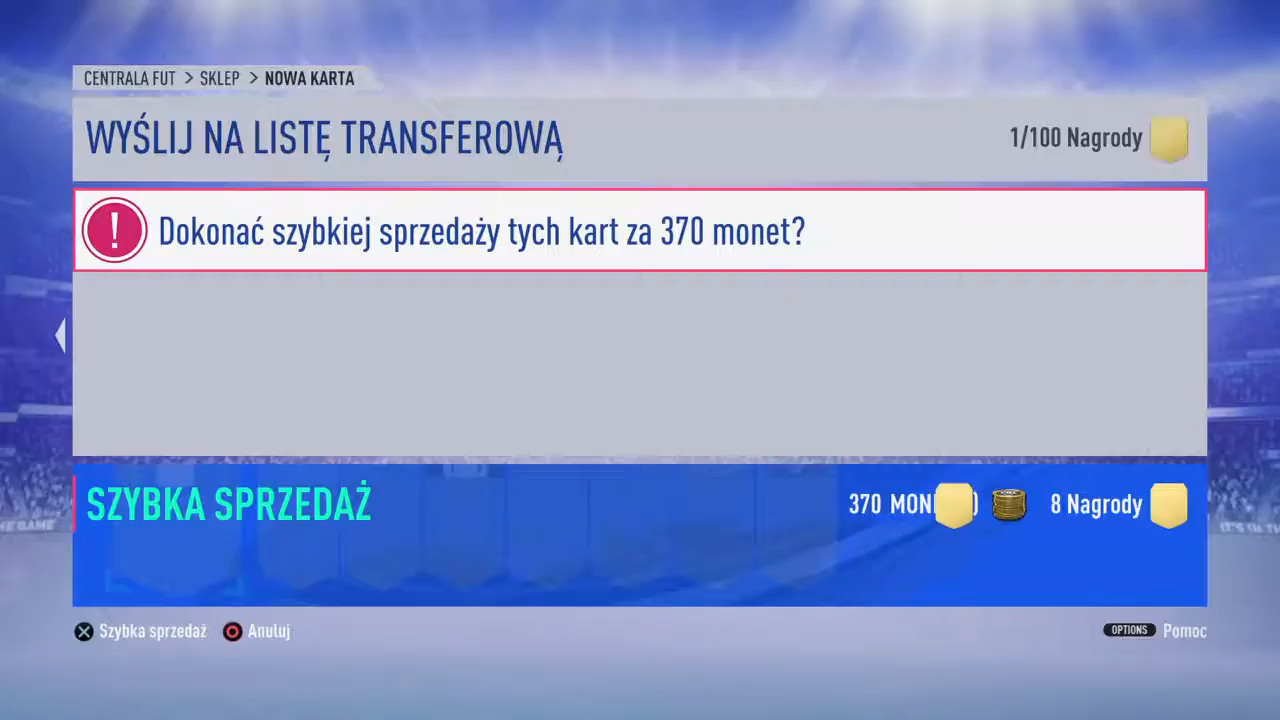 CENTRALA FUT > SKLEP > NOWA KARTA
WYŚLIJ NA LISTĘ TRANSFEROWĄ
1/100 Nagrody
! Dokonać szybkiej sprzedaży tych kart za 370 monet?
SZYBKA SPRZEDAŻ
370
8 Nagrody
Szybka sprzedaż
Anuluj
OPTIONS Pomoc